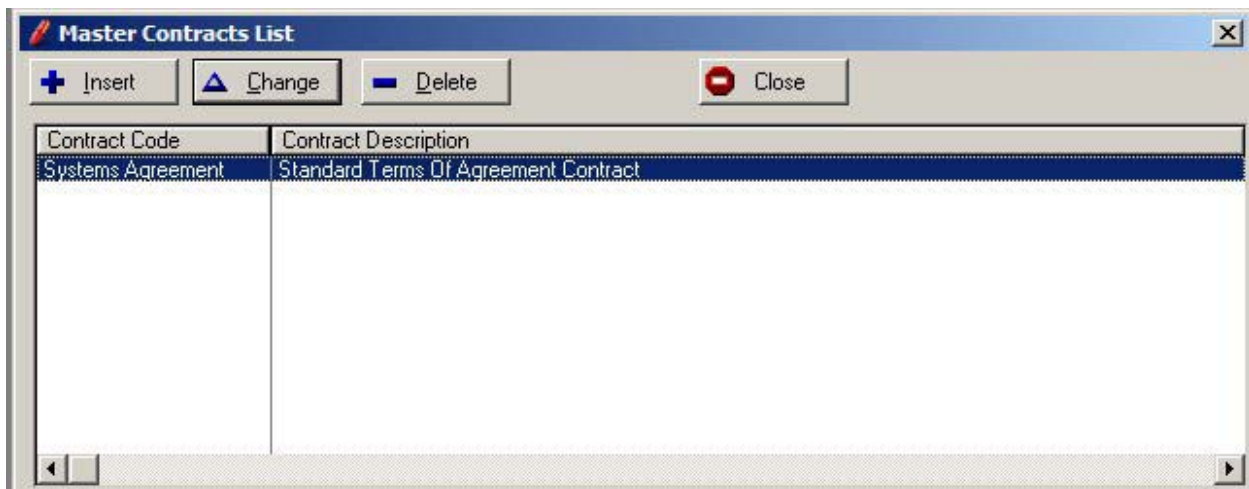 Master Contracts List
Insert Change Delete Close
Contract Code Contract Description
Systems Agreement Standard Terms Of Agreement Contract